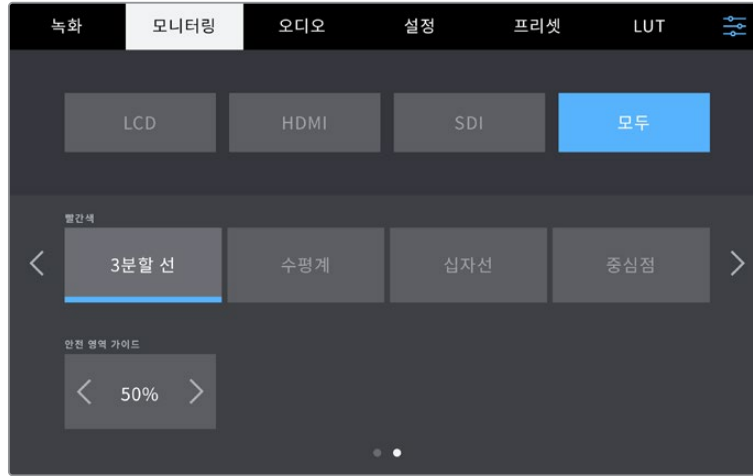 녹화 모니터링 오디오 설정 프리셋 LUT
LCD HDMI SDI 모두
빨간색
3분할 선 수평계 십자선 중심점
안전 영역 가이드
50%